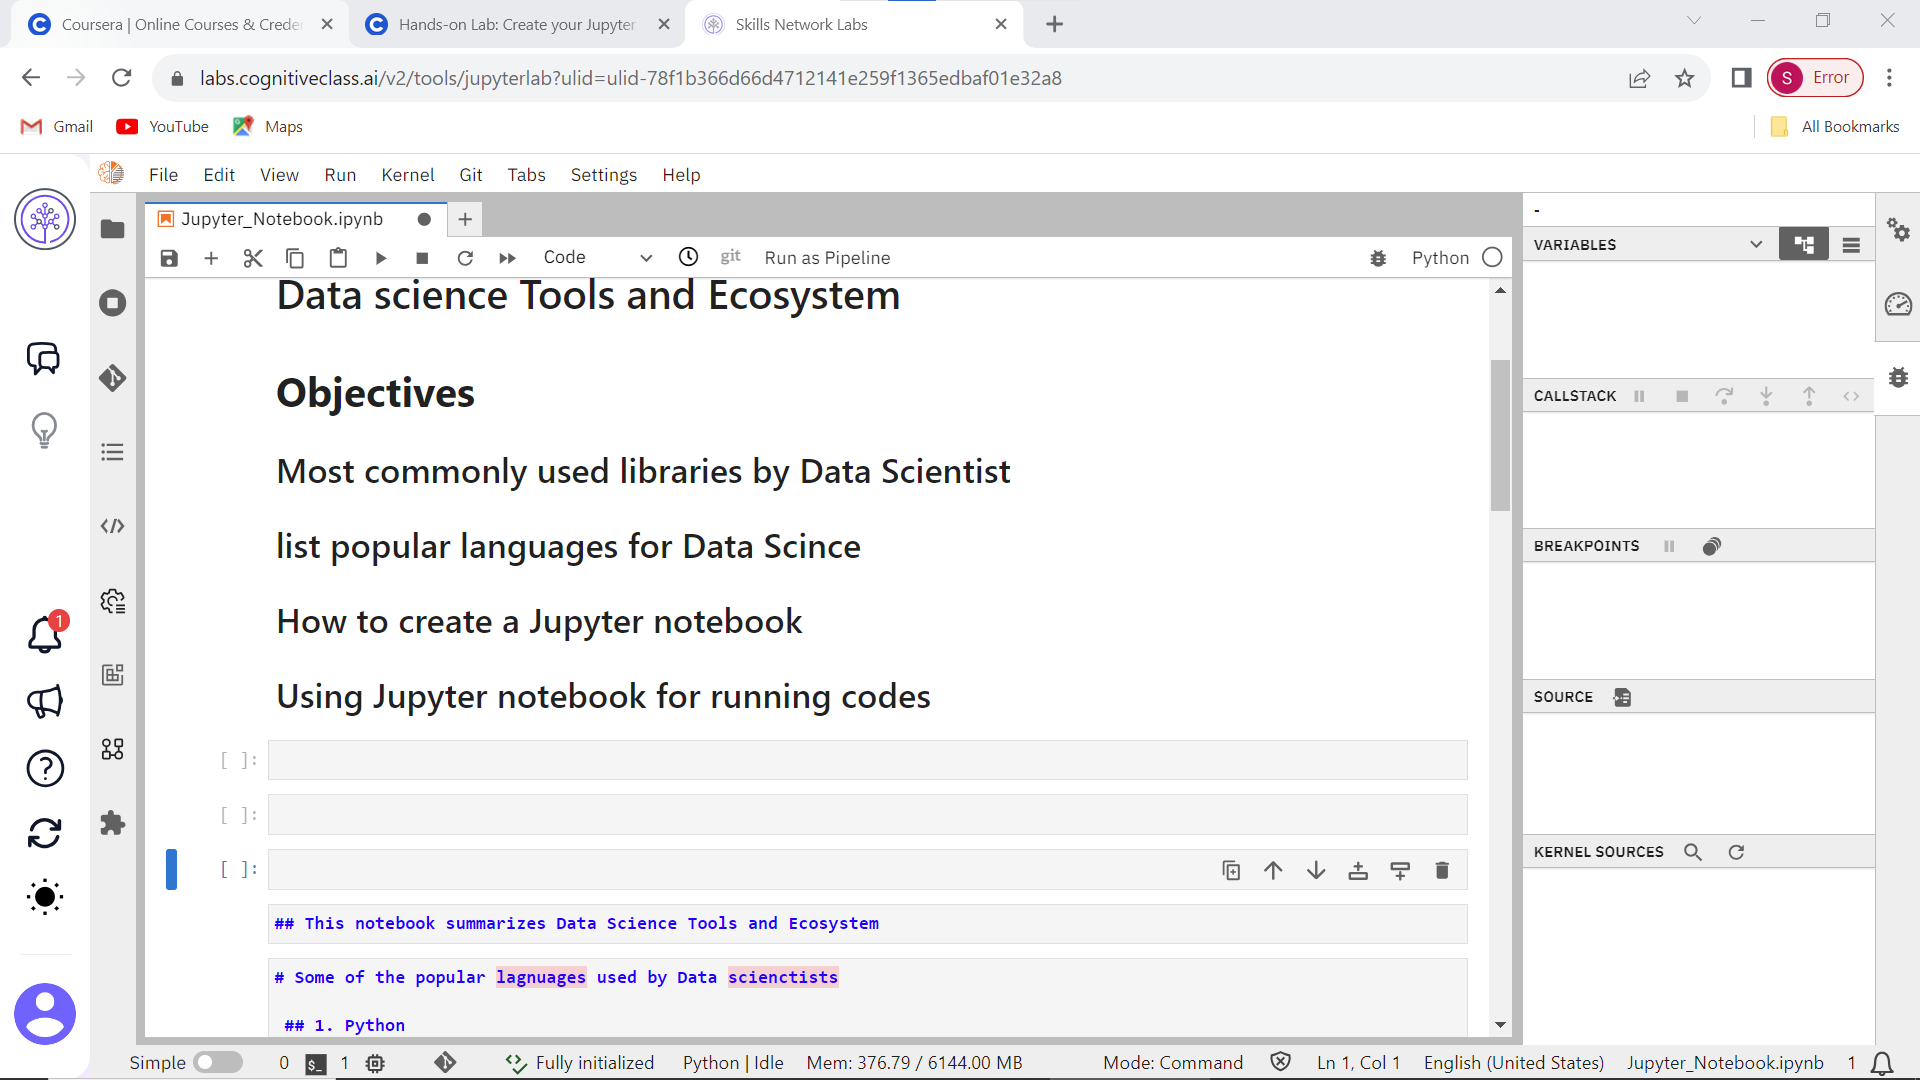 Coursera | Online Courses & Crede
Hands-on Lab: Create your Jupyter
Skills Network Labs
labs.cognitiveclass.ai/v2/tools/jupyterlab?ulid=ulid-78f1b366d66d4712141e259f1365edbaf01e32a8
S Error
Gmail YouTube Maps All Bookmarks
File Edit View Run Kernel Git Tabs Settings Help
Jupyter_Notebook.ipynb
Code git Run as Pipeline Python
Data science Tools and Ecosystem
Objectives
Most commonly used libraries by Data Scientist
list popular languages for Data Scince
How to create a Jupyter notebook
Using Jupyter notebook for running codes
[ ]:
[ ]:
[ ]:
## This notebook summarizes Data Science Tools and Ecosystem
# Some of the popular lagnuages used by Data scienctists
## 1. Python
-
VARIABLES
CALLSTACK
BREAKPOINTS
SOURCE
KERNEL SOURCES
1
Simple 0 $_ 1 Fully initialized Python | Idle Mem: 376.79 / 6144.00 MB Mode: Command Ln 1, Col 1 English (United States) Jupyter_Notebook.ipynb 1